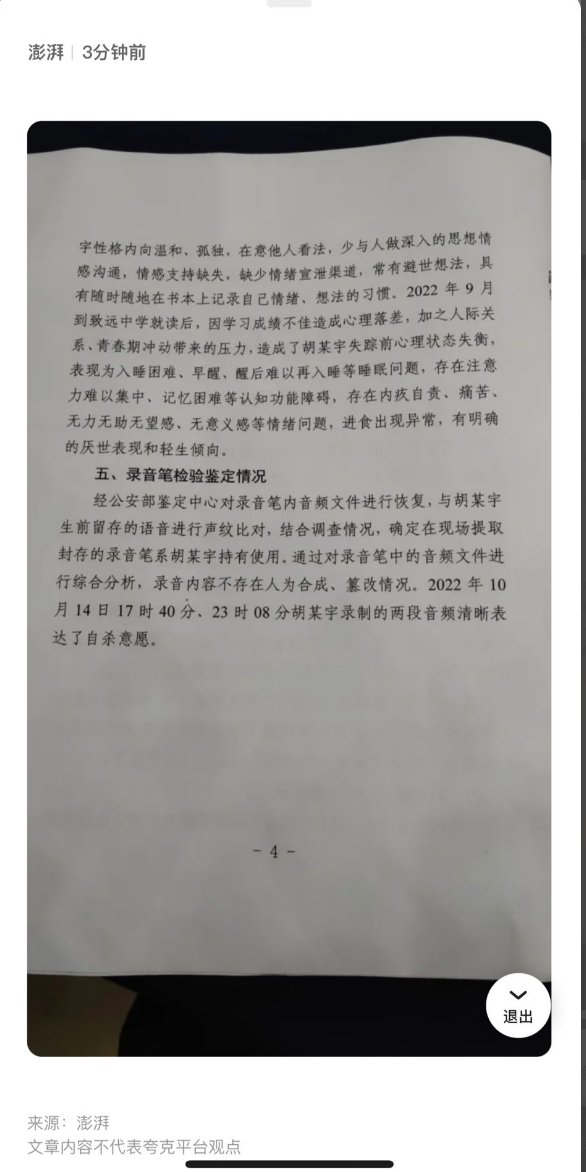 澎湃 | 3分钟前
字性格内向温和、孤独，在意他人看法，少与人做深入的思想情
感沟通，情感支持缺失，缺少情绪宣泄渠道，常有避世想法，具
有随时随地在书本上记录自己情绪、想法的习惯。2022 年 9 月
到致远中学就读后，因学习成绩不佳造成心理落差，加之人际关
系、青春期冲动带来的压力，造成了胡某宇失踪前心理状态失衡，
表现为入睡困难、早醒、醒后难以再入睡等睡眠问题，存在注意
力难以集中、记忆困难等认知功能障碍，存在内疚自责、痛苦、
无力无助无望感、无意义感等情绪问题，进食出现异常，有明确
的厌世表现和轻生倾向。
五、录音笔检验鉴定情况
经公安部鉴定中心对录音笔内音频文件进行恢复，与胡某宇
生前留存的语音进行声纹比对，结合调查情况，确定在现场提取
封存的录音笔系胡某宇持有使用。通过对录音笔中的音频文件进
行综合分析，录音内容不存在人为合成、篡改情况。2022 年 10
月 14 日 17 时 40 分、23 时 08 分胡某宇录制的两段音频清晰表
达了自杀意愿。
- 4 -
退出
来源：澎湃
文章内容不代表夸克平台观点